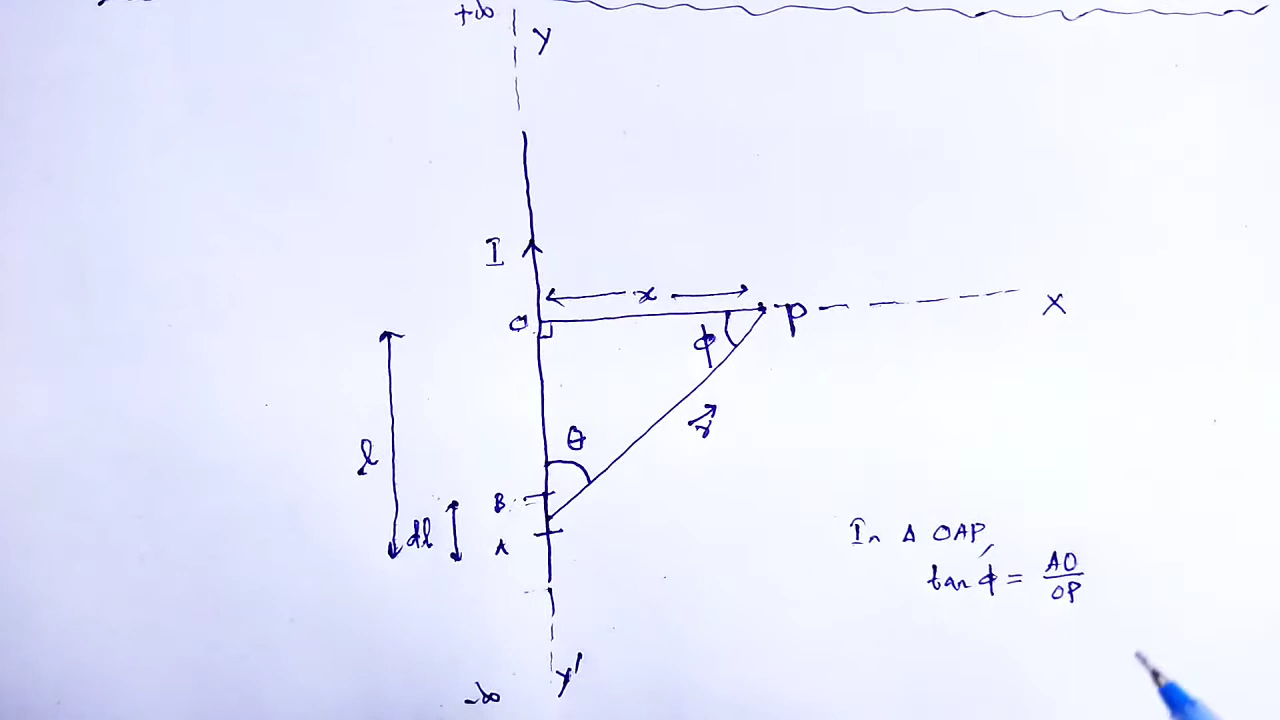 +∞
Y
I
x
O
P
X
ϕ
r⃗
θ
l
B
dl
A
In Δ OAP,
tan ϕ = AO/OP
Y'
-∞